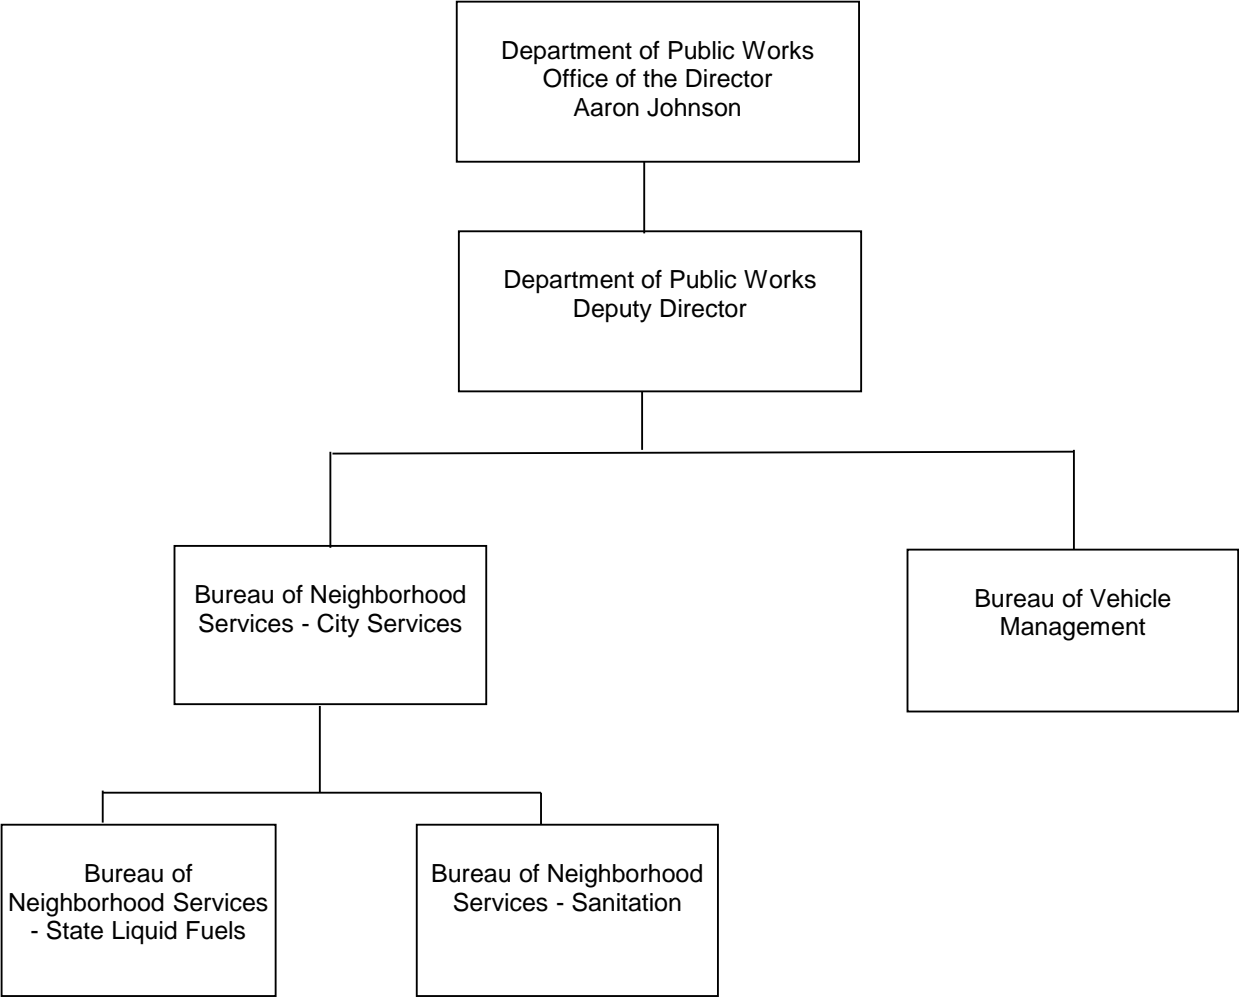 Department of Public Works
Office of the Director
Aaron Johnson
Department of Public Works
Deputy Director
Bureau of Neighborhood
Services - City Services
Bureau of Vehicle
Management
Bureau of
Neighborhood Services
- State Liquid Fuels
Bureau of Neighborhood
Services - Sanitation